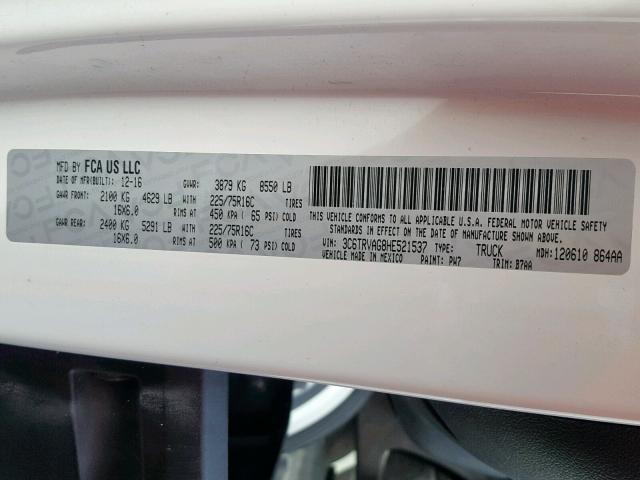 MFD BY FCA US LLC
DATE OF MFR(BUILT): 12-16 GVWR: 3879 KG 8550 LB
GAWR FRONT: 2100 KG 4629 LB WITH 225/75R16C TIRES
16X6.0 RIMS AT 450 KPA ( 65 PSI) COLD
GAWR REAR: 2400 KG 5291 LB WITH 225/75R16C TIRES
16X6.0 RIMS AT 500 KPA ( 73 PSI) COLD
THIS VEHICLE CONFORMS TO ALL APPLICABLE U.S.A. FEDERAL MOTOR VEHICLE SAFETY
STANDARDS IN EFFECT ON THE DATE OF MANUFACTURE SHOWN ABOVE.
VIN: 3C6TRVAG8HE521537 TYPE: TRUCK MDH: 120610 864AA
VEHICLE MADE IN MEXICO PAINT: PW7 TRIM: B7AA